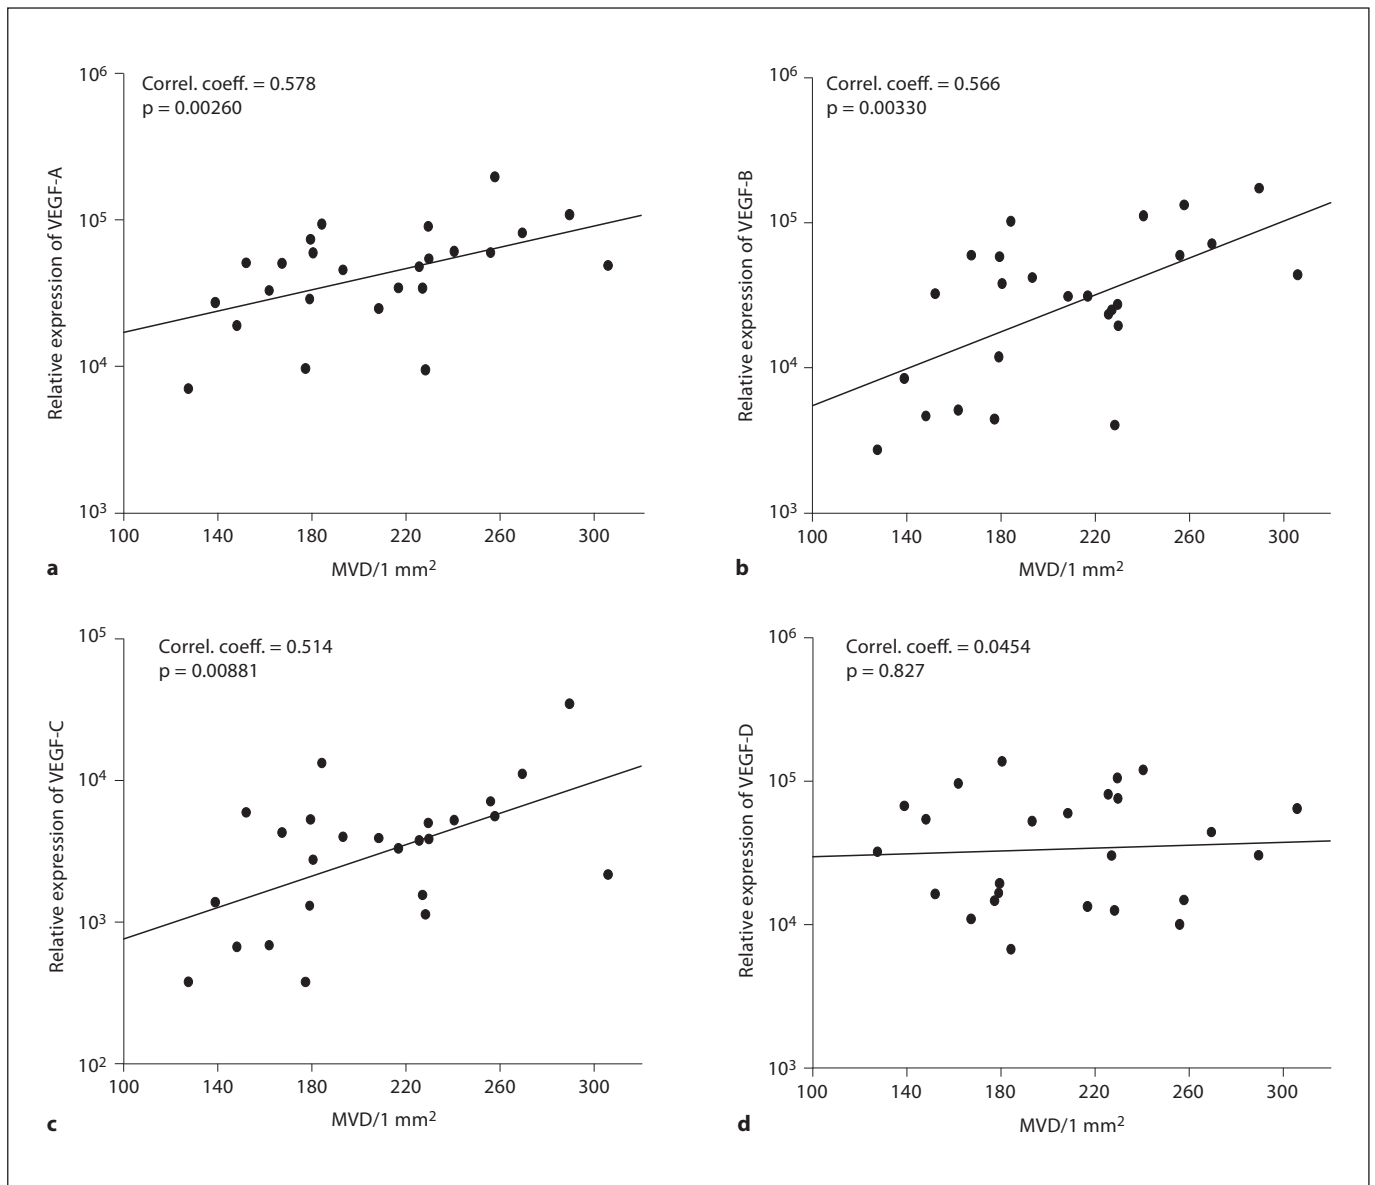 Correl. coeff. = 0.578
p = 0.00260
Relative expression of VEGF-A
10⁶
10⁵
10⁴
10³
100 140 180 220 260 300
MVD/1 mm²
a
Correl. coeff. = 0.566
p = 0.00330
Relative expression of VEGF-B
10⁶
10⁵
10⁴
10³
100 140 180 220 260 300
MVD/1 mm²
b
Correl. coeff. = 0.514
p = 0.00881
Relative expression of VEGF-C
10⁵
10⁴
10³
10²
100 140 180 220 260 300
MVD/1 mm²
c
Correl. coeff. = 0.0454
p = 0.827
Relative expression of VEGF-D
10⁶
10⁵
10⁴
10³
100 140 180 220 260 300
MVD/1 mm²
d